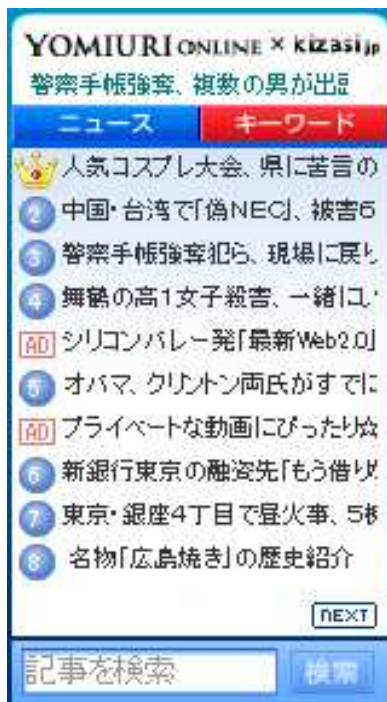 YOMIURI ONLINE × kizasi.jp
警察手帳強奪、複数の男が出
ニュース キーワード
人気コスプレ大会、県に苦言の
2 中国・台湾で「偽NEC」、被害6
3 警察手帳強奪犯ら、現場に戻り
4 舞鶴の高1女子殺害、一緒に
AD シリコンバレー発「最新Web2.0」
5 オバマ、クリントン両氏がすでに
AD プライベートな動画にぴったり☆
6 新銀行東京の融資先「もう借り
7 東京・銀座4丁目で昼火事、5
8 名物「広島焼き」の歴史紹介
NEXT
記事を検索 検索